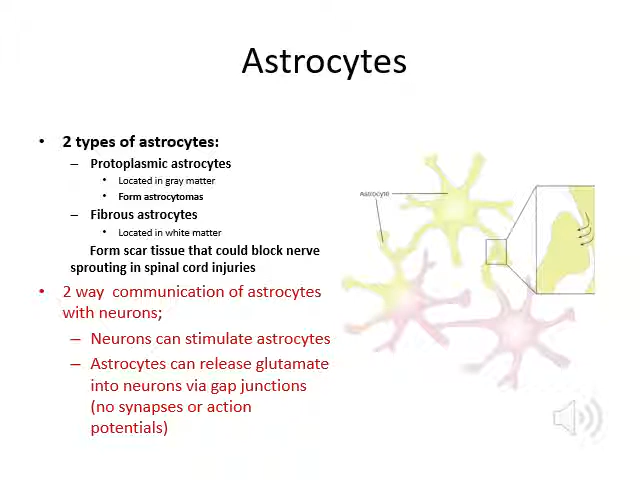 Astrocytes
• 2 types of astrocytes:
– Protoplasmic astrocytes
• Located in gray matter
• Form astrocytomas
– Fibrous astrocytes
• Located in white matter
Form scar tissue that could block nerve
sprouting in spinal cord injuries
• 2 way communication of astrocytes
with neurons;
– Neurons can stimulate astrocytes
– Astrocytes can release glutamate
into neurons via gap junctions
(no synapses or action
potentials)
Astrocyte